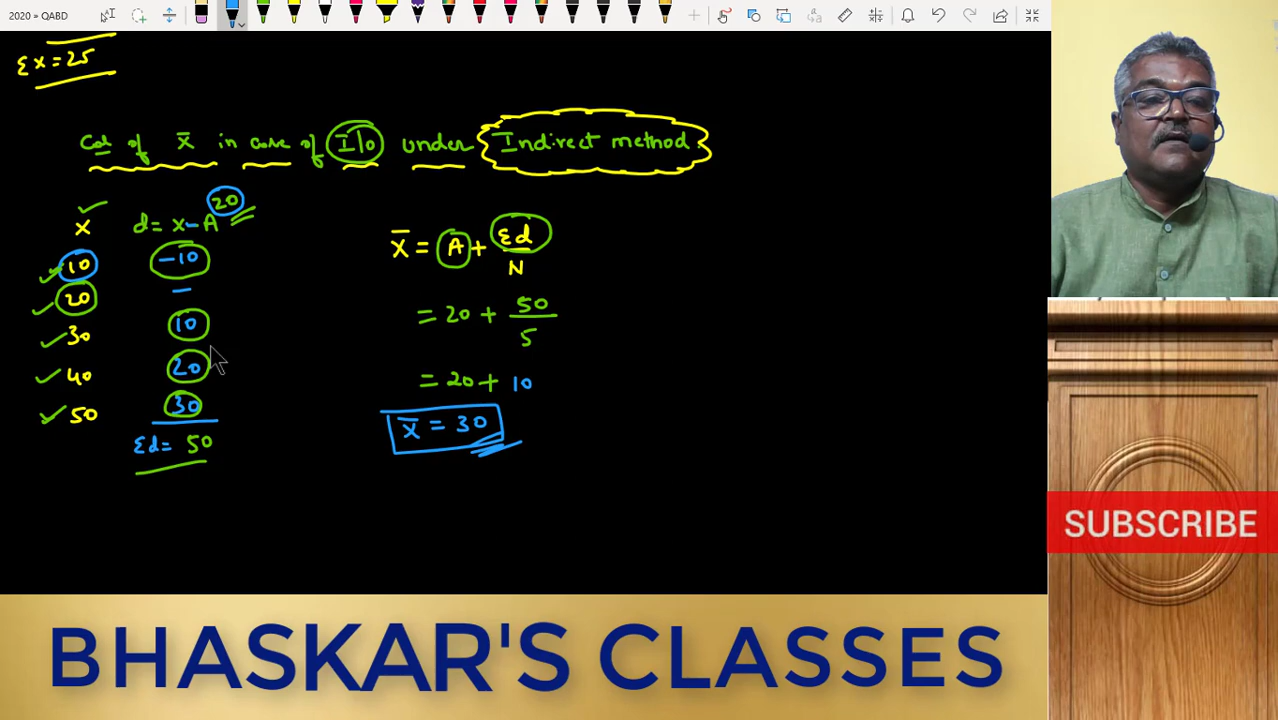 2020 » QABD
Σx = 25
Cal of X̄ in case of I/o under Indirect method
x d = x - A 20
10 -10
20 -
30 10
40 20
50 30
Σd = 50
X̄ = A + Σd/N
= 20 + 50/5
= 20 + 10
X̄ = 30
SUBSCRIBE
BHASKAR'S CLASSES